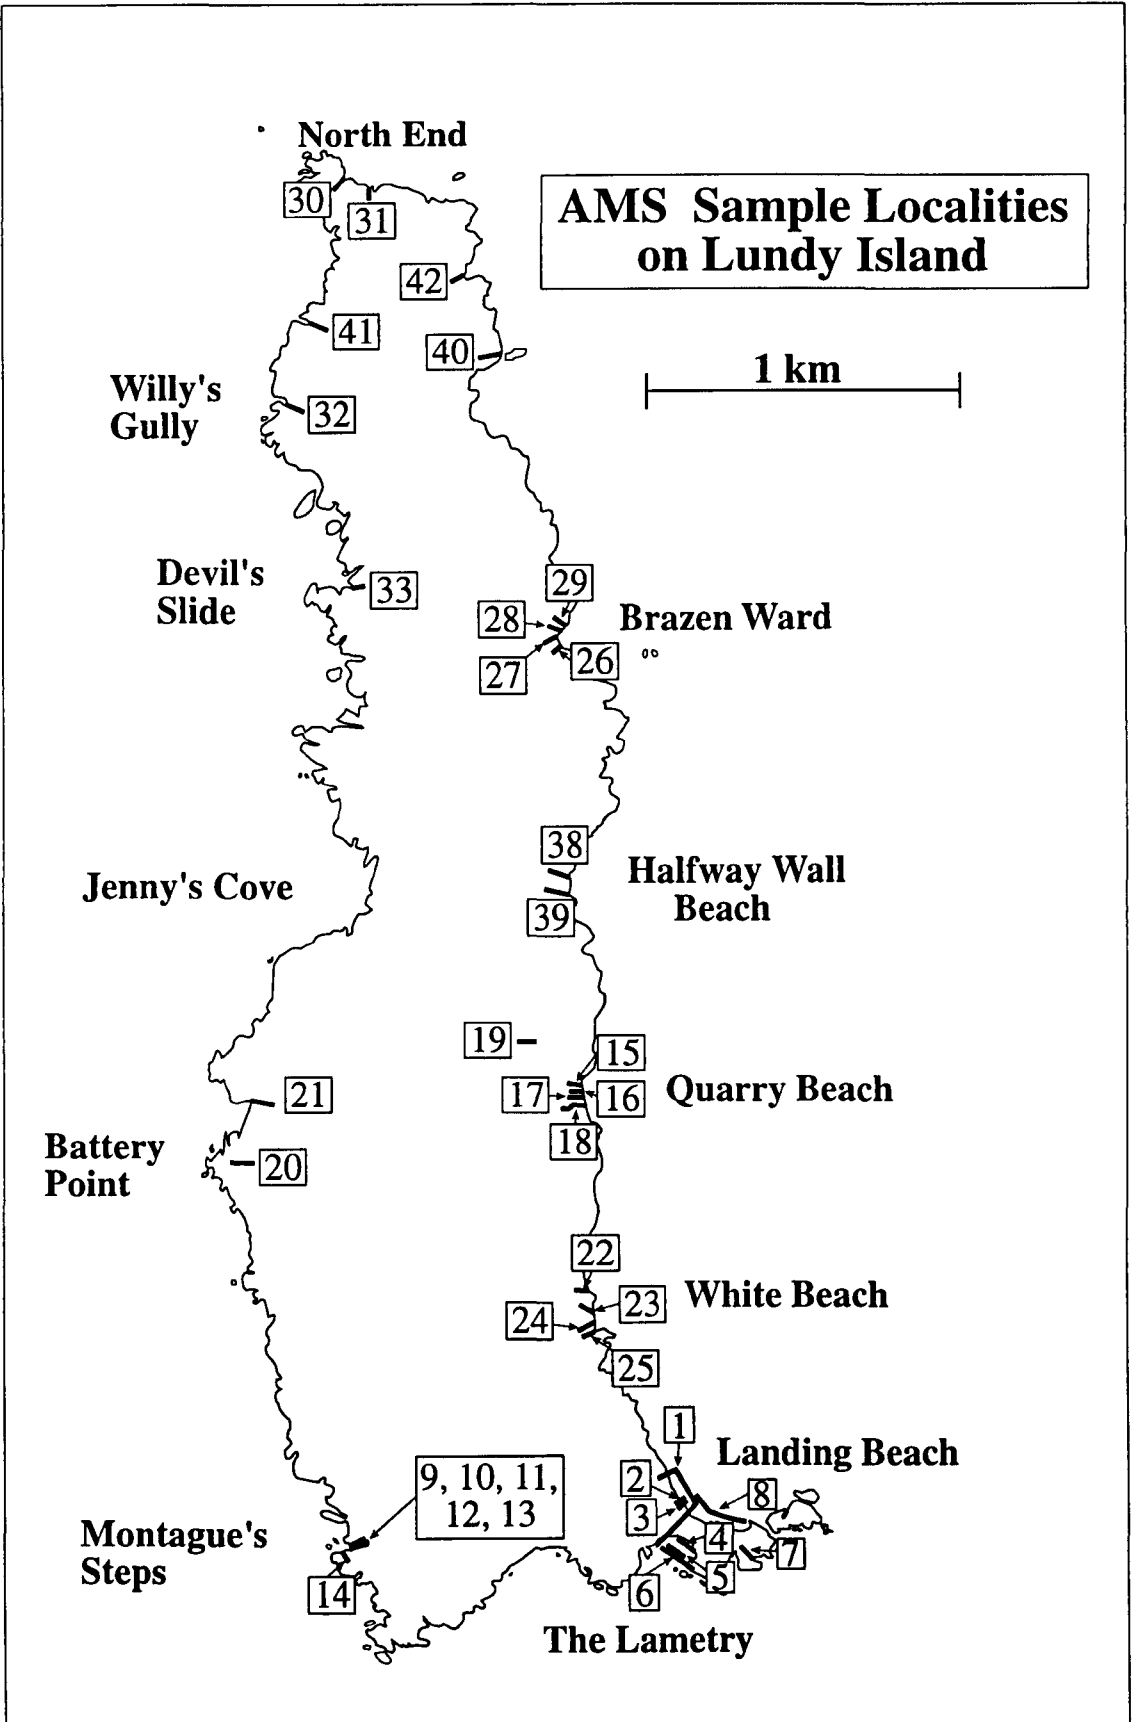 North End
AMS Sample Localities
on Lundy Island
30
31
42
41
40
1 km
Willy's
Gully
32
Devil's
Slide
33
29
28
Brazen Ward
27
26
38
Halfway Wall
Beach
Jenny's Cove
39
19
15
17
16
Quarry Beach
21
18
Battery
Point
20
22
White Beach
23
24
25
1
Landing Beach
9, 10, 11,
12, 13
2
8
3
4
Montague's
Steps
7
5
6
14
The Lametry